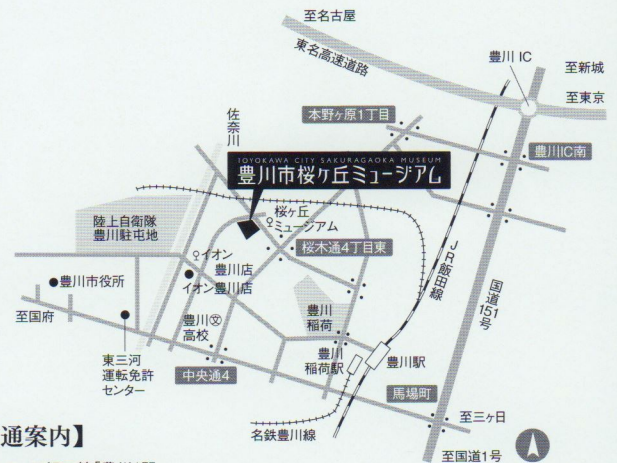 至名古屋
東名高速道路
豊川 IC
至新城
至東京
佐奈川
本野ヶ原1丁目
豊川IC南
TOYOKAWA CITY SAKURAGAOKA MUSEUM
豊川市桜ヶ丘ミュージアム
陸上自衛隊
豊川駐屯地
桜ヶ丘
ミュージアム
桜木通4丁目東
イオン
豊川店
イオン豊川店
豊川市役所
JR飯田線
国道151号
至国府
豊川
高校
文
豊川
稲荷
東三河
運転免許
センター
中央通4
豊川
稲荷駅
豊川駅
馬場町
名鉄豊川線
至三ヶ日
至国道1号
通案内】